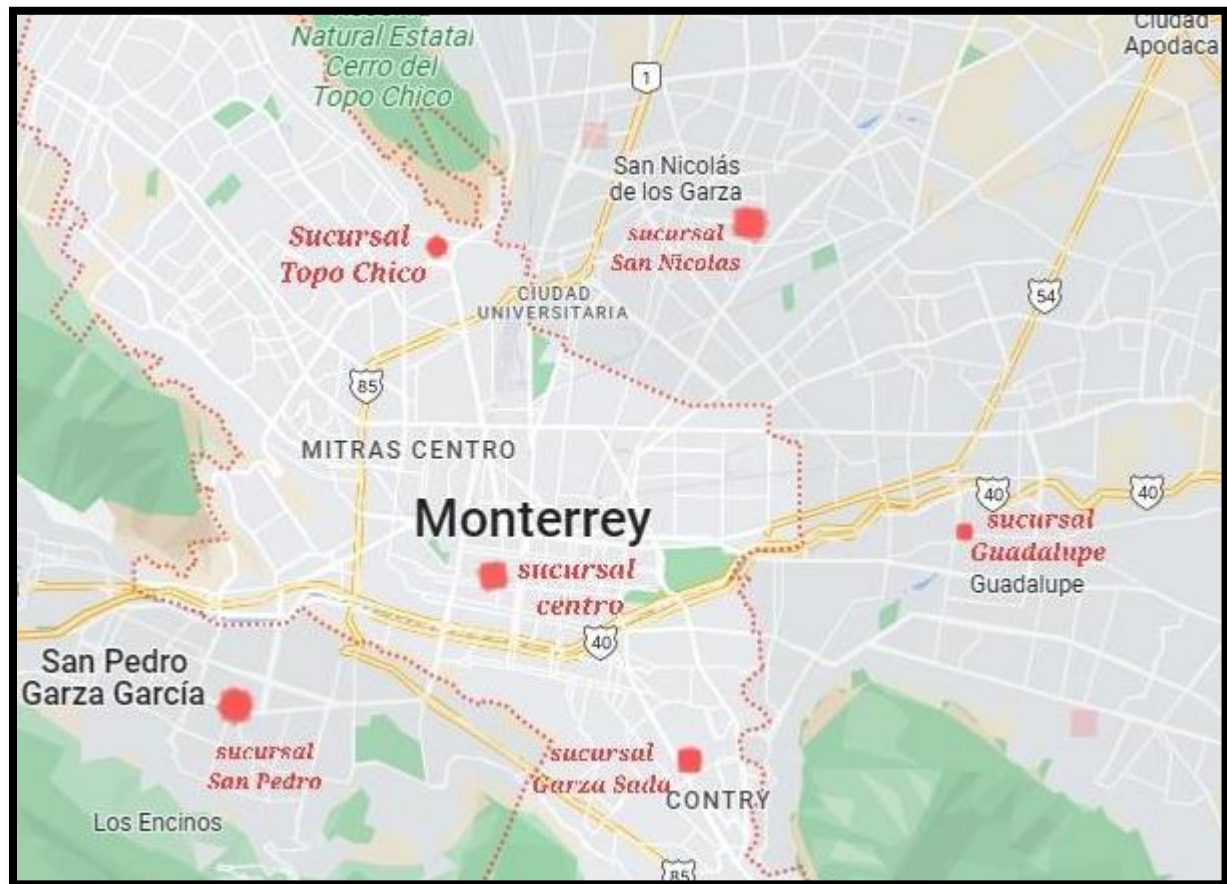 Ciudad
Apodaca
Natural Estatal
Cerro del
Topo Chico
1
San Nicolás
de los Garza
sucursal
San Nicolas
Sucursal
Topo Chico
CIUDAD
UNIVERSITARIA
54
85
MITRAS CENTRO
Monterrey
40
40
sucursal
Guadalupe
Guadalupe
sucursal
centro
40
San Pedro
Garza García
sucursal
San Pedro
sucursal
Garza Sada
CONTRY
Los Encinos
85